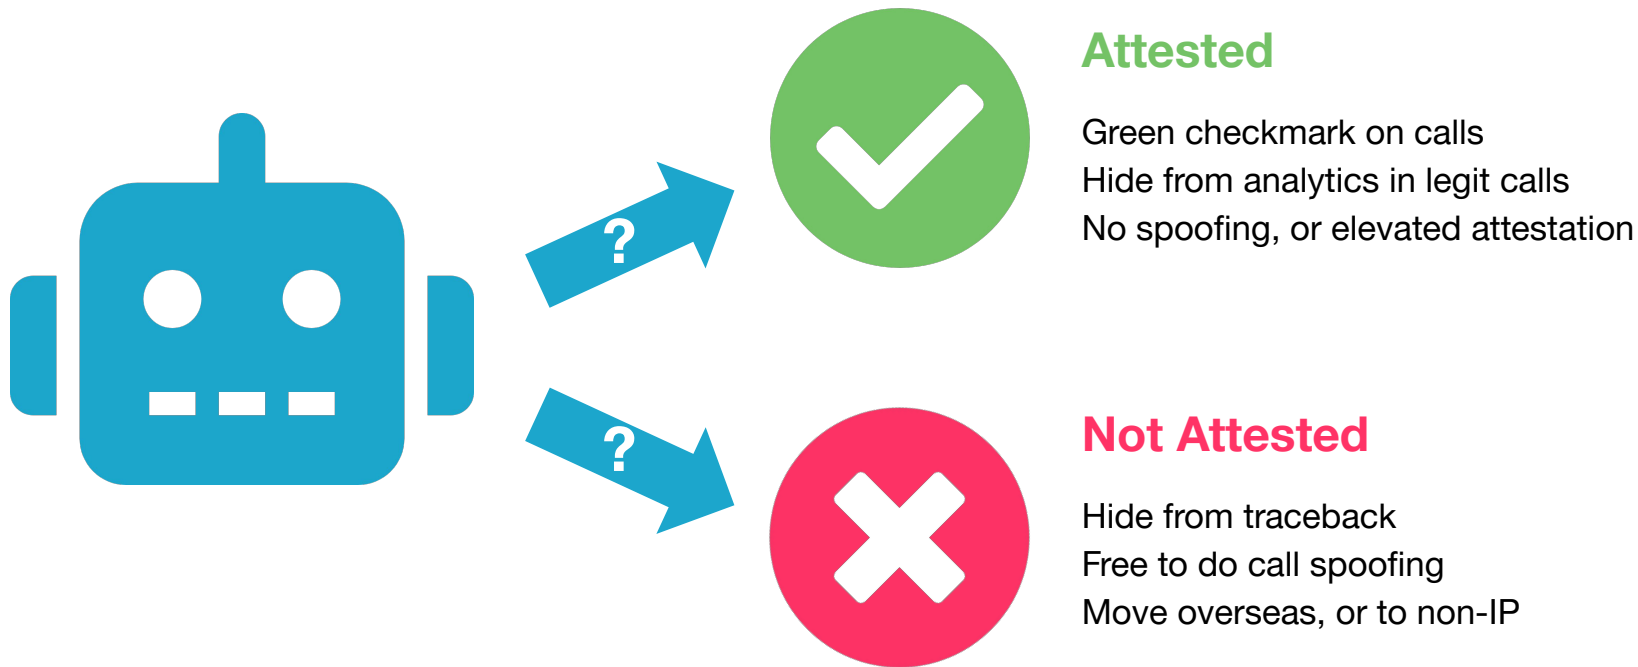 Attested
Green checkmark on calls
Hide from analytics in legit calls
No spoofing, or elevated attestation
?
?
Not Attested
Hide from traceback
Free to do call spoofing
Move overseas, or to non-IP